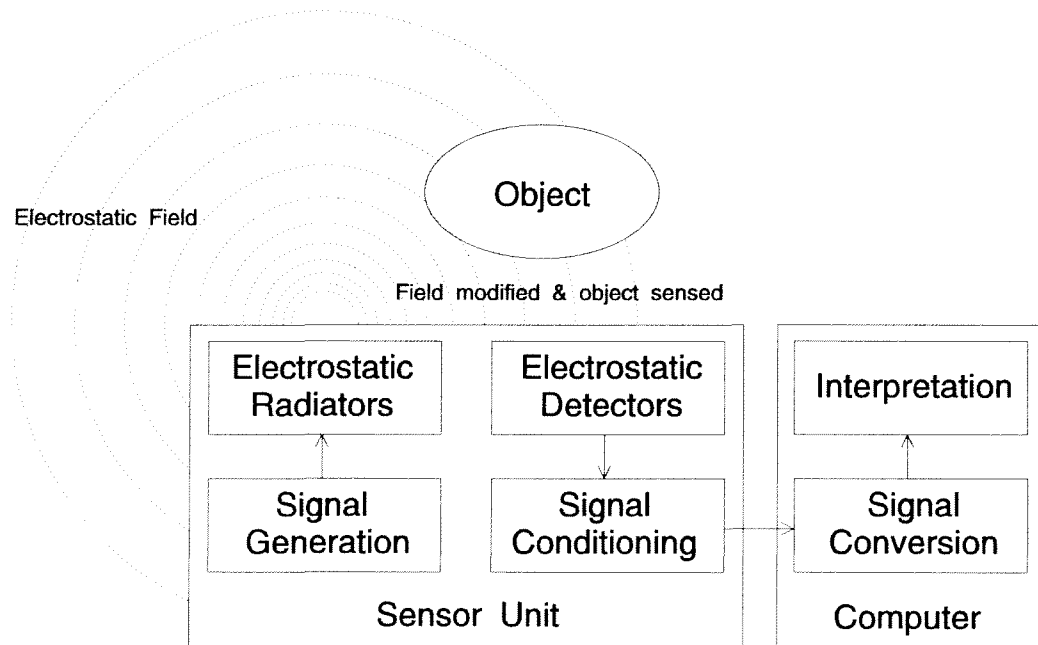 Object
Electrostatic Field
Field modified & object sensed
Electrostatic
Radiators
Electrostatic
Detectors
Interpretation
Signal
Generation
Signal
Conditioning
Signal
Conversion
Sensor Unit
Computer